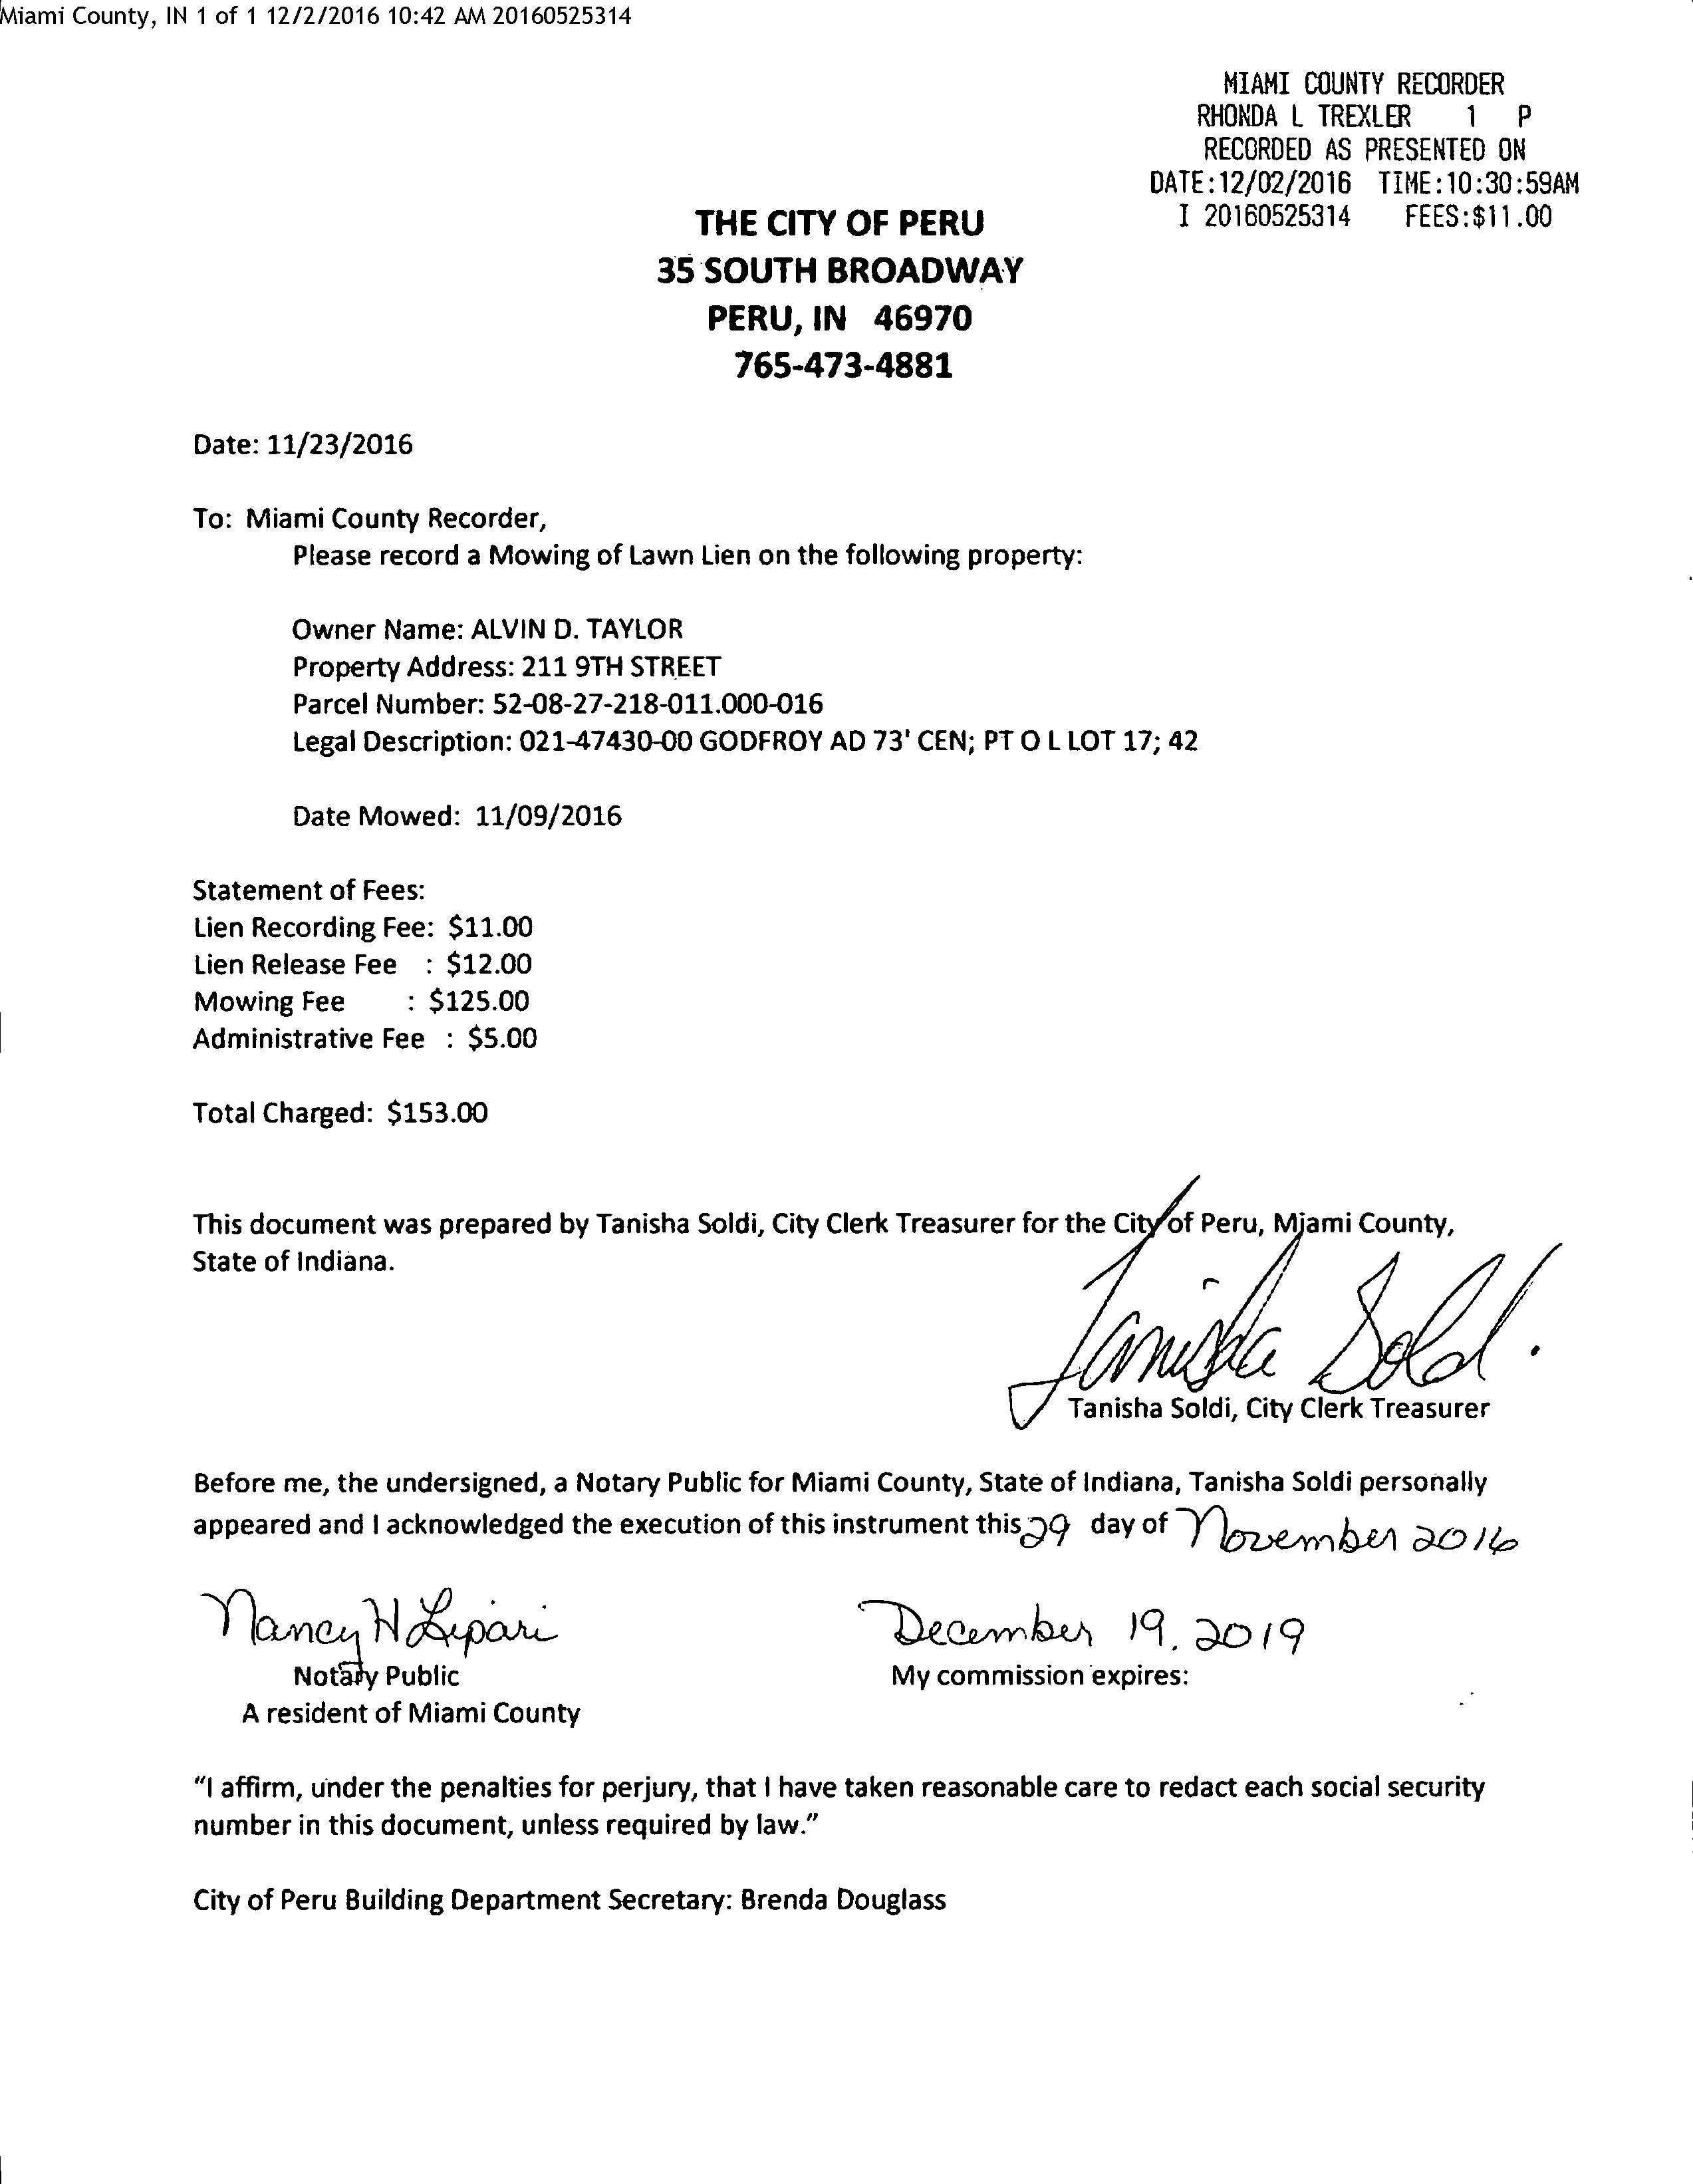 Miami County, IN 1 of 1 12/2/2016 10:42 AM 20160525314
MIAMI COUNTY RECORDER
RHONDA L TREXLER 1 P
RECORDED AS PRESENTED ON
DATE:12/02/2016 TIME:10:30:59AM
I 20160525314 FEES:$11.00
THE CITY OF PERU
35 SOUTH BROADWAY
PERU, IN 46970
765-473-4881
Date: 11/23/2016
To: Miami County Recorder,
Please record a Mowing of Lawn Lien on the following property:
Owner Name: ALVIN D. TAYLOR
Property Address: 211 9TH STREET
Parcel Number: 52-08-27-218-011.000-016
Legal Description: 021-47430-00 GODFROY AD 73' CEN; PT O L LOT 17; 42
Date Mowed: 11/09/2016
Statement of Fees:
Lien Recording Fee: $11.00
Lien Release Fee : $12.00
Mowing Fee : $125.00
Administrative Fee : $5.00
Total Charged: $153.00
This document was prepared by Tanisha Soldi, City Clerk Treasurer for the City of Peru, Miami County,
State of Indiana.
Tanisha Soldi
Tanisha Soldi, City Clerk Treasurer
Before me, the undersigned, a Notary Public for Miami County, State of Indiana, Tanisha Soldi personally
appeared and I acknowledged the execution of this instrument this 29 day of November 2016
Nancy H Lipari December 19, 2019
Notary Public My commission expires:
A resident of Miami County
“I affirm, under the penalties for perjury, that I have taken reasonable care to redact each social security
number in this document, unless required by law.”
City of Peru Building Department Secretary: Brenda Douglass